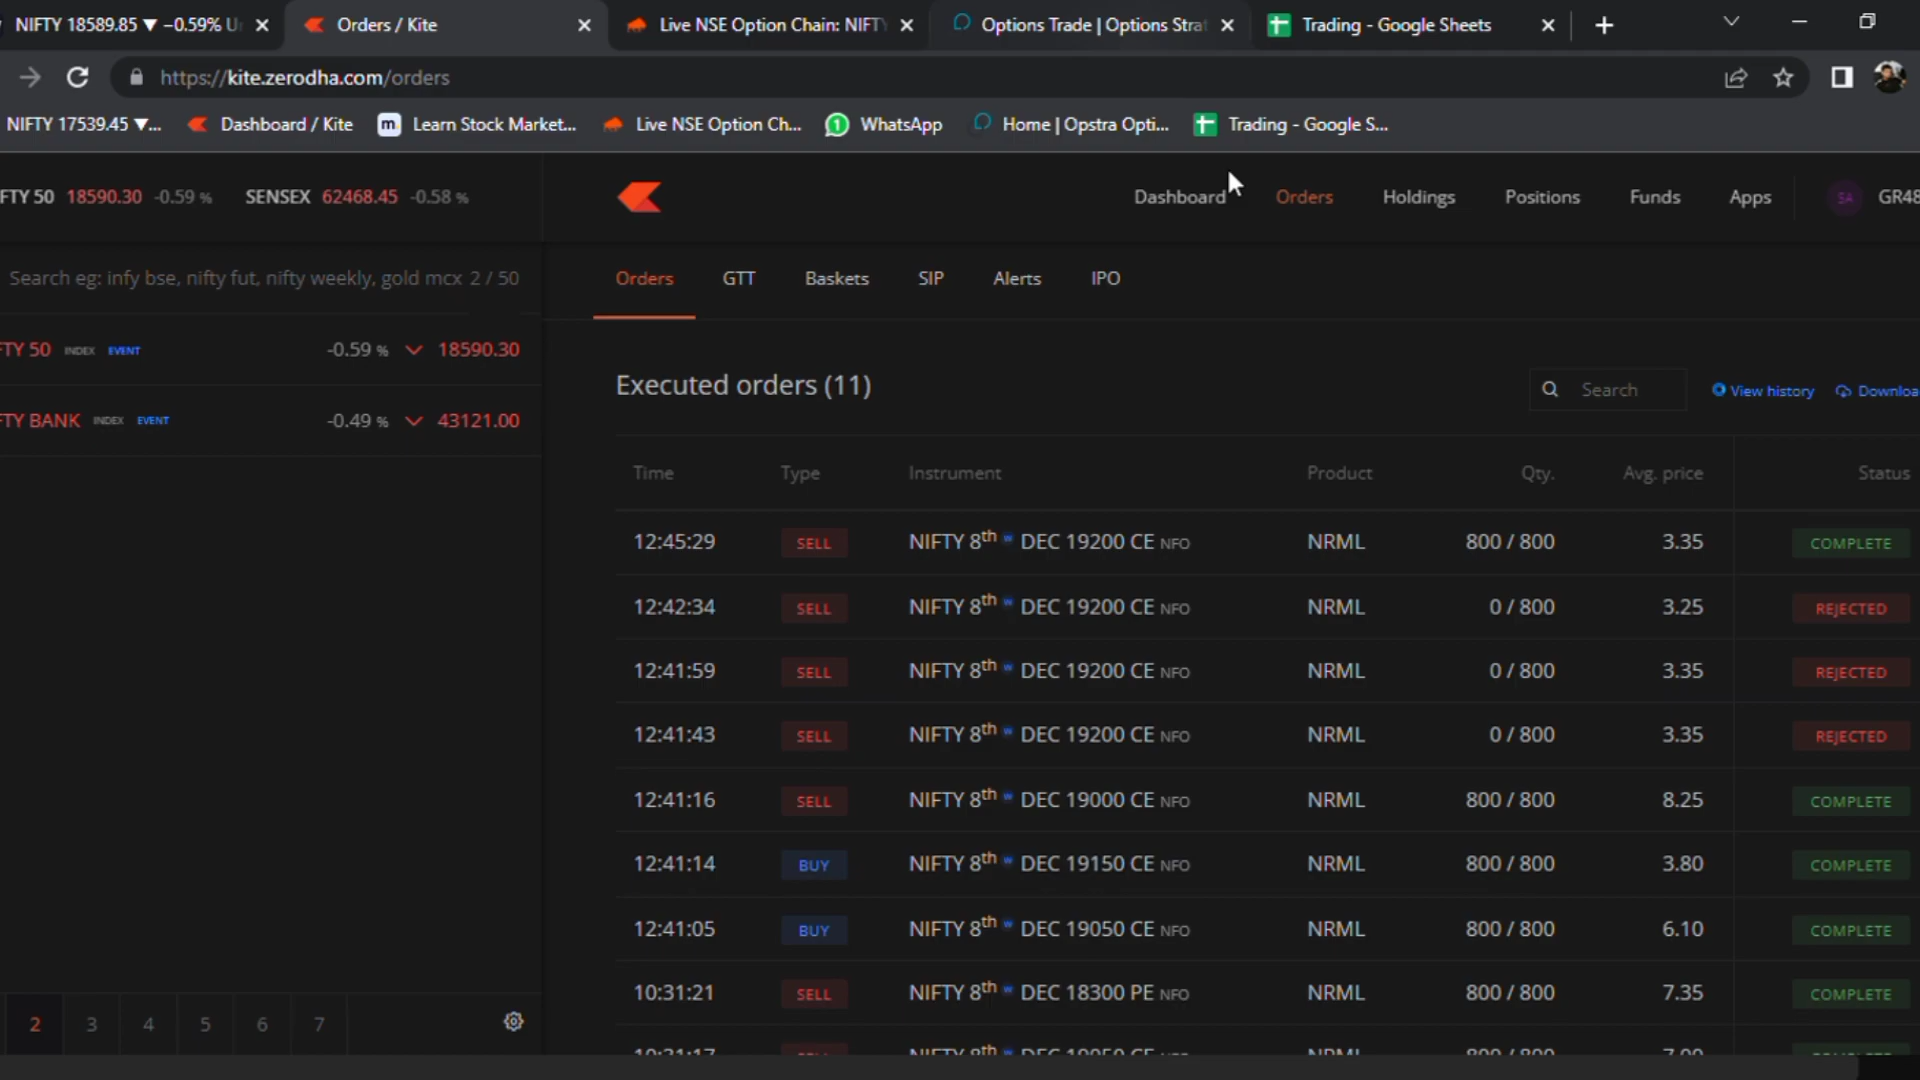 NIFTY 18589.85 ▼ −0.59% Orders / Kite Live NSE Option Chain: NIFTY Options Trade | Options Strat Trading - Google Sheets
https://kite.zerodha.com/orders
NIFTY 17539.45 ▼... Dashboard / Kite m Learn Stock Market... Live NSE Option Ch... 1 WhatsApp Home | Opstra Opti... Trading - Google S...
FTY 50 18590.30 -0.59 % SENSEX 62468.45 -0.58 % Dashboard Orders Holdings Positions Funds Apps SA GR48
Search eg: infy bse, nifty fut, nifty weekly, gold mcx 2 / 50 Orders GTT Baskets SIP Alerts IPO
FTY 50 INDEX EVENT -0.59 % 18590.30
Executed orders (11) Search View history Downloa
FTY BANK INDEX EVENT -0.49 % 43121.00
Time Type Instrument Product Qty. Avg. price Status
12:45:29 SELL NIFTY 8th w DEC 19200 CE NFO NRML 800 / 800 3.35 COMPLETE
12:42:34 SELL NIFTY 8th w DEC 19200 CE NFO NRML 0 / 800 3.25 REJECTED
12:41:59 SELL NIFTY 8th w DEC 19200 CE NFO NRML 0 / 800 3.35 REJECTED
12:41:43 SELL NIFTY 8th w DEC 19200 CE NFO NRML 0 / 800 3.35 REJECTED
12:41:16 SELL NIFTY 8th w DEC 19000 CE NFO NRML 800 / 800 8.25 COMPLETE
12:41:14 BUY NIFTY 8th w DEC 19150 CE NFO NRML 800 / 800 3.80 COMPLETE
12:41:05 BUY NIFTY 8th w DEC 19050 CE NFO NRML 800 / 800 6.10 COMPLETE
10:31:21 SELL NIFTY 8th w DEC 18300 PE NFO NRML 800 / 800 7.35 COMPLETE
2 3 4 5 6 7